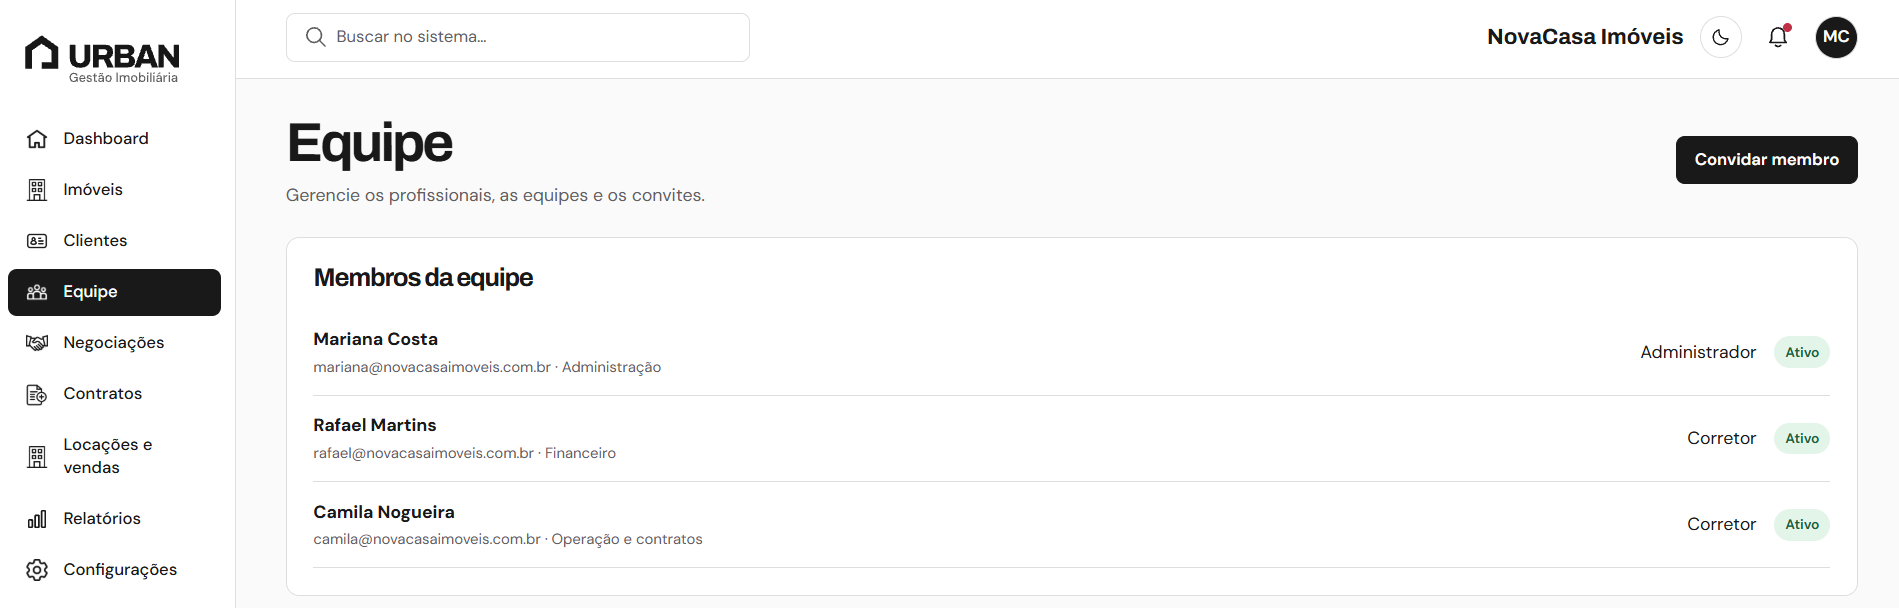 URBAN
Gestão Imobiliária
Buscar no sistema...
NovaCasa Imóveis
MC
Dashboard
Imóveis
Clientes
Equipe
Negociações
Contratos
Locações e
vendas
Relatórios
Configurações
Equipe
Gerencie os profissionais, as equipes e os convites.
Convidar membro
Membros da equipe
Mariana Costa
mariana@novacasaimoveis.com.br · Administração
Administrador
Ativo
Rafael Martins
rafael@novacasaimoveis.com.br · Financeiro
Corretor
Ativo
Camila Nogueira
camila@novacasaimoveis.com.br · Operação e contratos
Corretor
Ativo